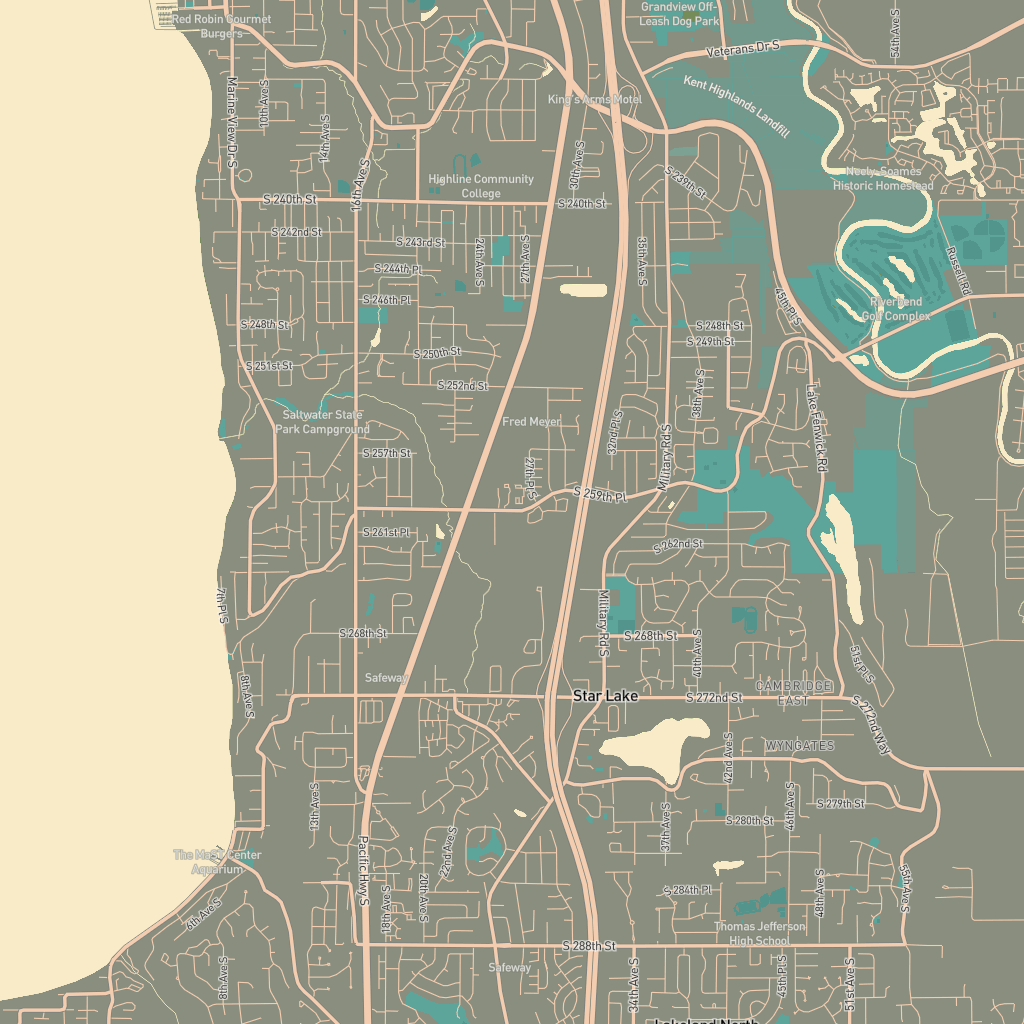 Grandview Off-
Leash Dog Park
Red Robin Gourmet
Burgers
54th Ave S
Veterans Dr S
Marine View Dr S
10th Ave S
14th Ave S
King's Arms Motel
Kent Highlands Landfill
30th Ave S
16th Ave S
Highline Community
College
S 239th St
Neely-Soames
Historic Homestead
S 240th St
S 240th St
S 242nd St
S 243rd St
24th Ave S
27th Ave S
35th Ave S
Russell Rd
S 244th Pl
S 246th Pl
45th Pl S
Riverbend
Golf Complex
S 248th St
S 248th St
S 249th St
S 250th St
S 251st St
S 252nd St
38th Ave S
Lake Fenwick Rd
Saltwater State
Park Campground
Fred Meyer
32nd Pl S
S 257th St
Military Rd S
27th Pl S
S 259th Pl
S 261st Pl
S 262nd St
7th Pl S
Military Rd S
S 268th St
S 268th St
40th Ave S
51st Pl S
Safeway
8th Ave S
Star Lake
S 272nd St
CAMBRIDGE
EAST
S 272nd Way
WYNGATES
42nd Ave S
13th Ave S
46th Ave S
S 279th St
37th Ave S
S 280th St
Pacific Hwy S
22nd Ave S
The MaST Center
Aquarium
20th Ave S
18th Ave S
S 284th Pl
48th Ave S
55th Ave S
6th Ave S
Thomas Jefferson
High School
S 288th St
Safeway
8th Ave S
34th Ave S
45th Pl S
51st Ave S
Lakeland North